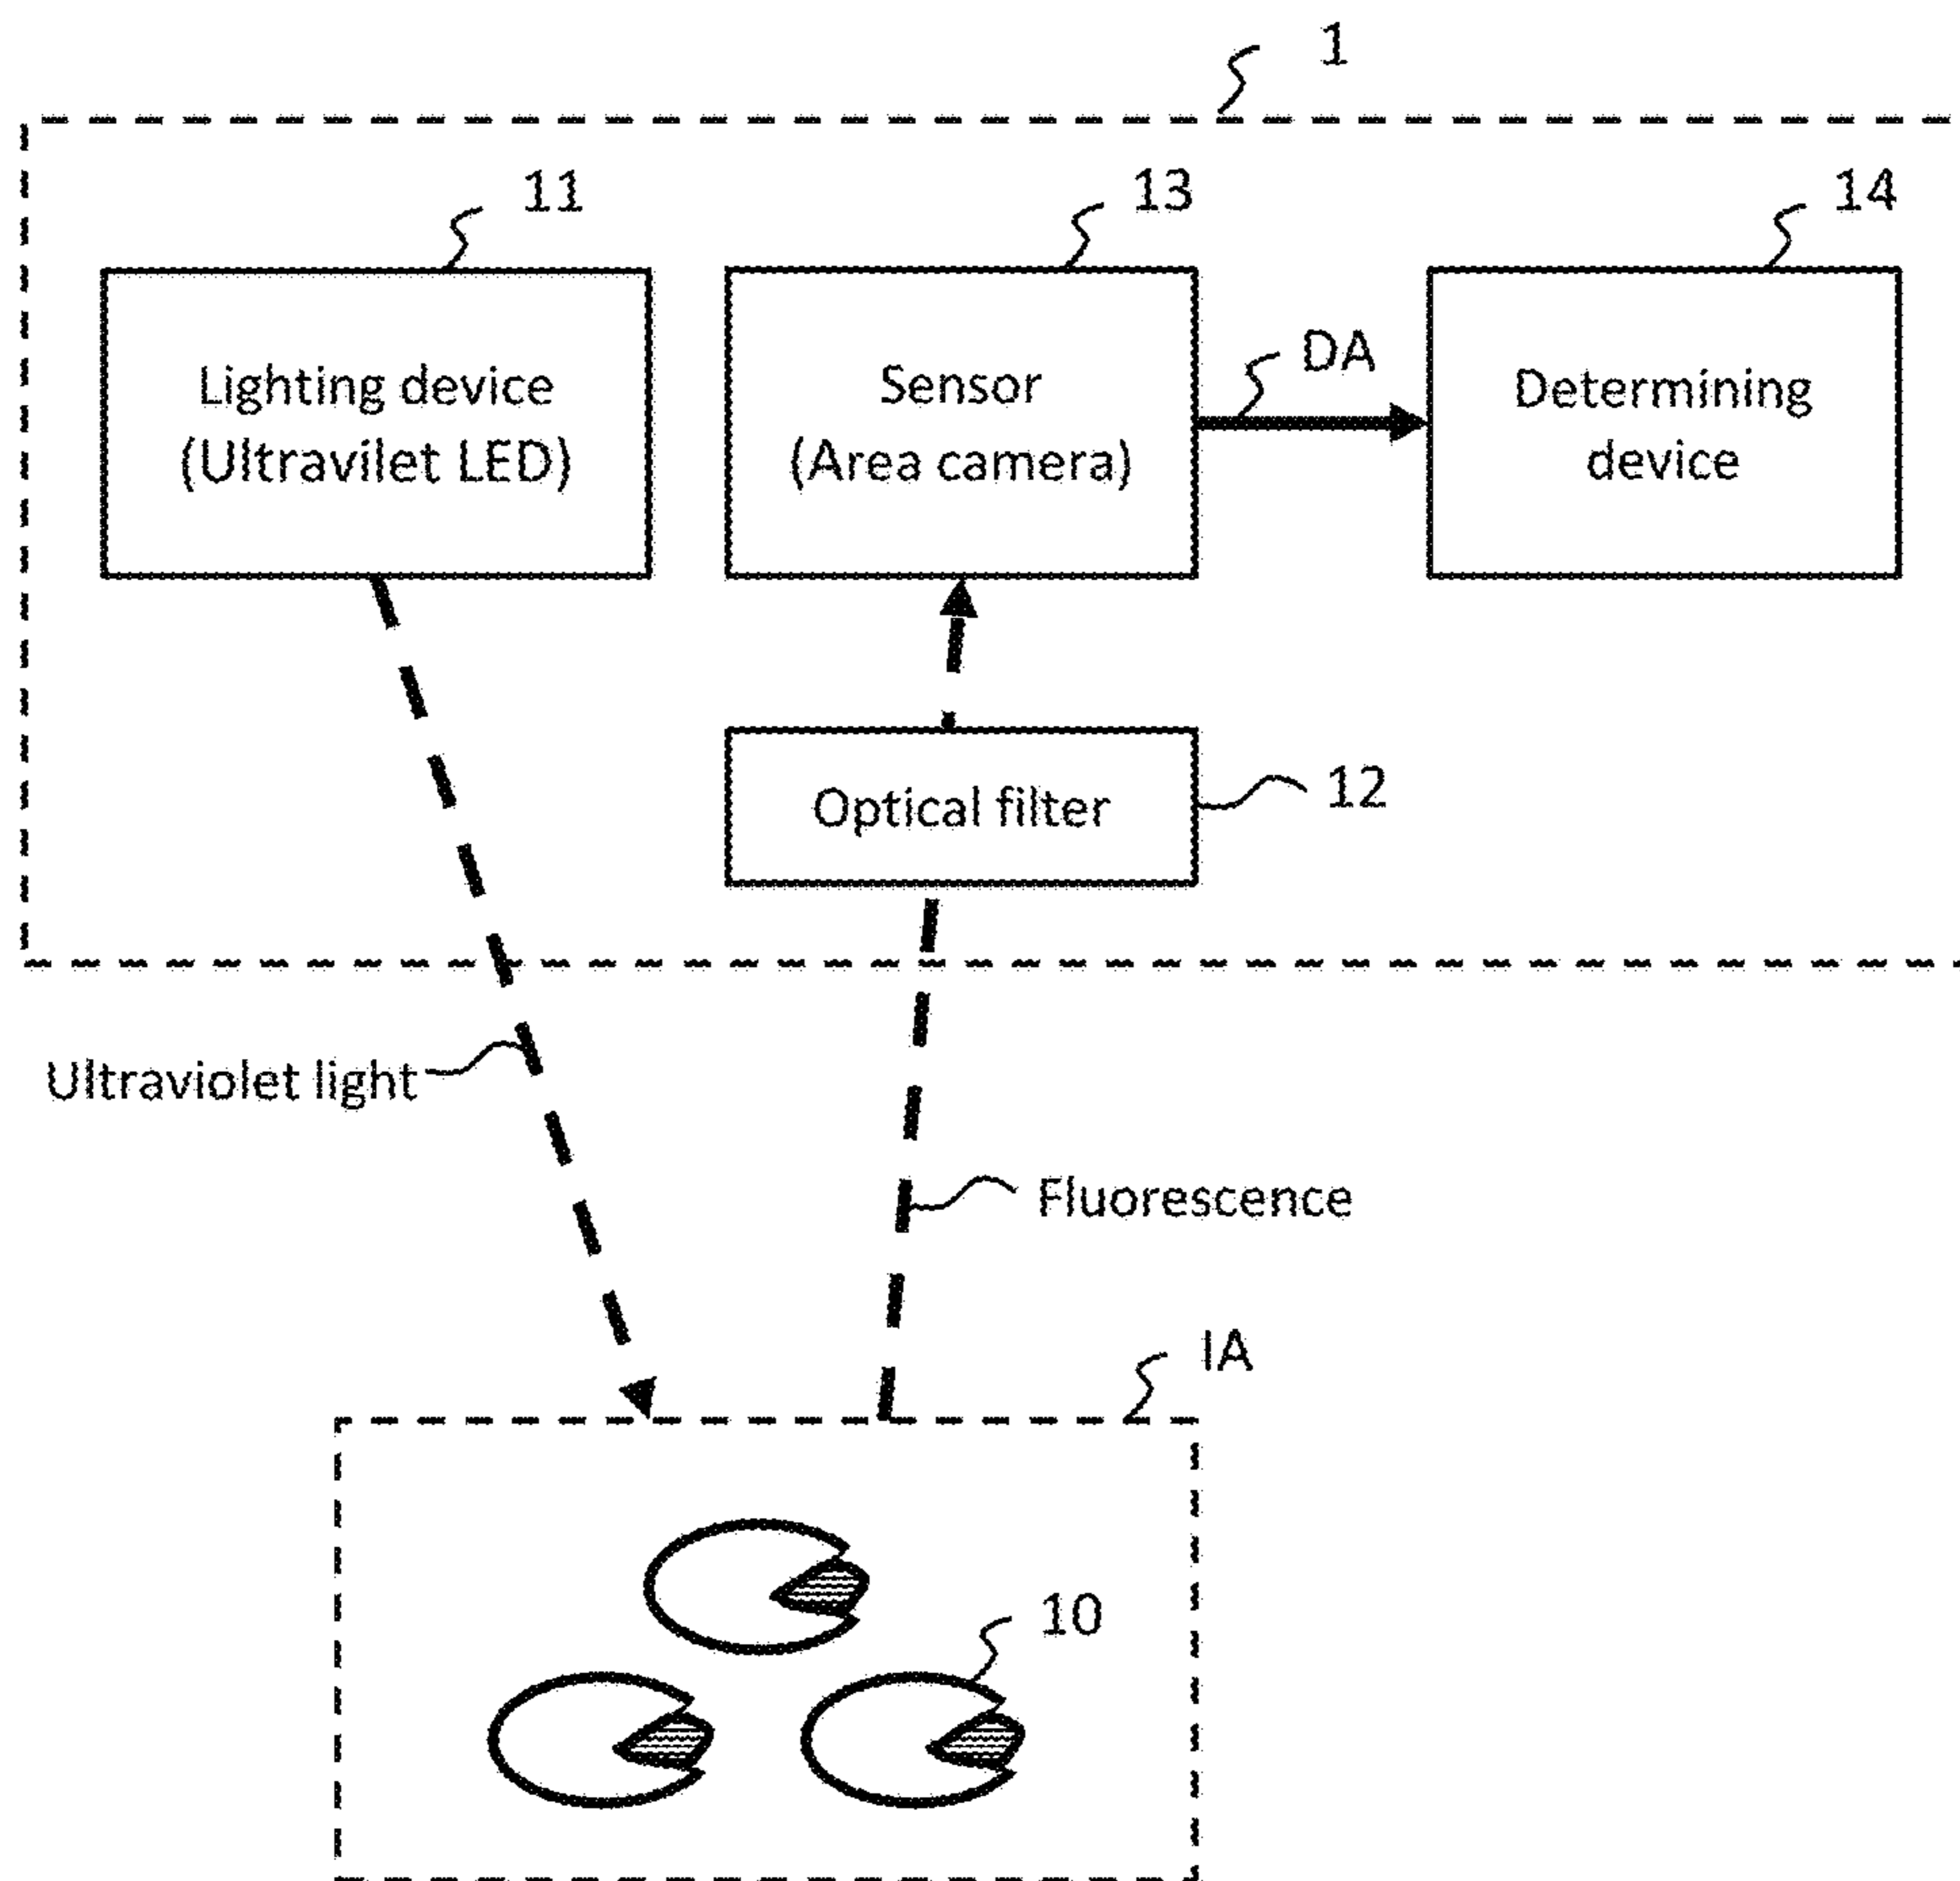 1
11
13
14
Lighting device
(Ultravilet LED)
Sensor
(Area camera)
DA
Determining
device
Optical filter
12
Ultraviolet light
Fluorescence
IA
10